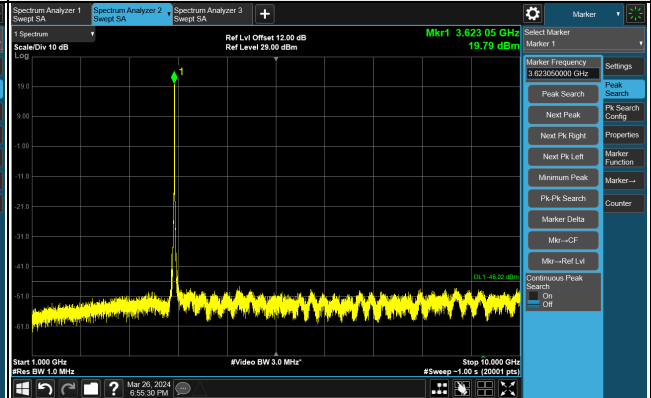 Spectrum Analyzer 1
Swept SA
Spectrum Analyzer 2
Swept SA
Spectrum Analyzer 3
Swept SA
Marker
1 Spectrum
Scale/Div 10 dB
Log
Ref Lvl Offset 12.00 dB
Ref Level 29.00 dBm
Mkr1 3.623 05 GHz
19.79 dBm
1
19.0
9.00
-1.00
-11.0
-21.0
-31.0
-41.0
-51.0
-61.0
DL1 -46.02 dBm
Start 1.000 GHz
#Res BW 1.0 MHz
#Video BW 3.0 MHz*
Stop 10.000 GHz
#Sweep ~1.00 s (20001 pts)
Select Marker
Marker 1
Marker Frequency
3.623050000 GHz
Peak Search
Next Peak
Next Pk Right
Next Pk Left
Minimum Peak
Pk-Pk Search
Marker Delta
Mkr→CF
Mkr→Ref Lvl
Continuous Peak
Search
On
Off
Settings
Peak
Search
Pk Search
Config
Properties
Marker
Function
Marker→
Counter
?
Mar 26, 2024
6:55:30 PM